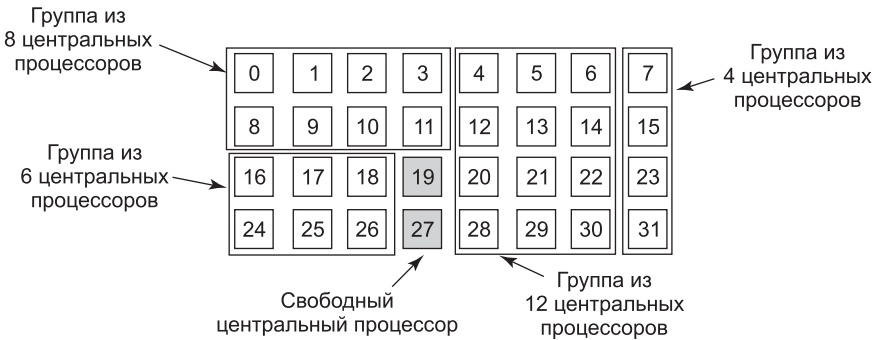 Группа из
8 центральных
процессоров
Группа из
4 центральных
процессоров
0 1 2 3 4 5 6 7
8 9 10 11 12 13 14 15
Группа из
6 центральных
процессоров
16 17 18 19 20 21 22 23
24 25 26 27 28 29 30 31
Свободный
центральный процессор
Группа из
12 центральных
процессоров